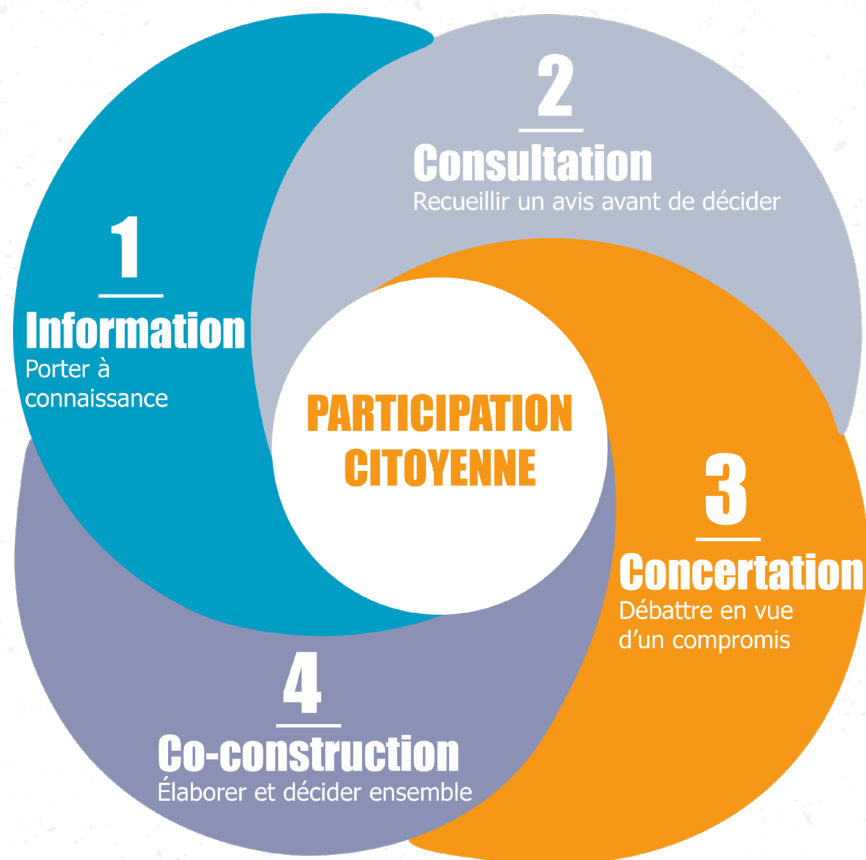 1
Information
Porter à
connaissance
2
Consultation
Recueillir un avis avant de décider
PARTICIPATION
CITOYENNE
3
Concertation
Débattre en vue
d’un compromis
4
Co-construction
Élaborer et décider ensemble